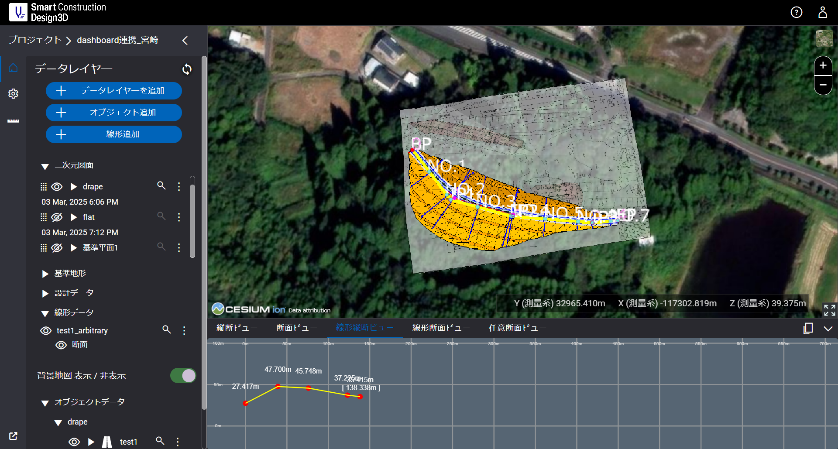 Smart Construction
Design3D
プロジェクト
dashboard連携_宮崎
データレイヤー
データレイヤーを追加
オブジェクト追加
線形追加
二次元図面
drape
03 Mar, 2025 6:06 PM
flat
03 Mar, 2025 7:12 PM
基準平面1
基準地形
設計データ
線形データ
test1_arbitrary
断面
背景地図 表示 / 非表示
オブジェクトデータ
drape
test1
BP
NO.1
NO.2
NO.3
NO.5
CESIUM ion Data attribution
Y (測量系) 32965.410m X (測量系) -117302.819m Z (測量系) 39.375m
縦断ビュー 断面ビュー 線形縦断ビュー 線形断面ビュー 任意断面ビュー
27.417m
47.700m
45.748m
[ 138.338m ]